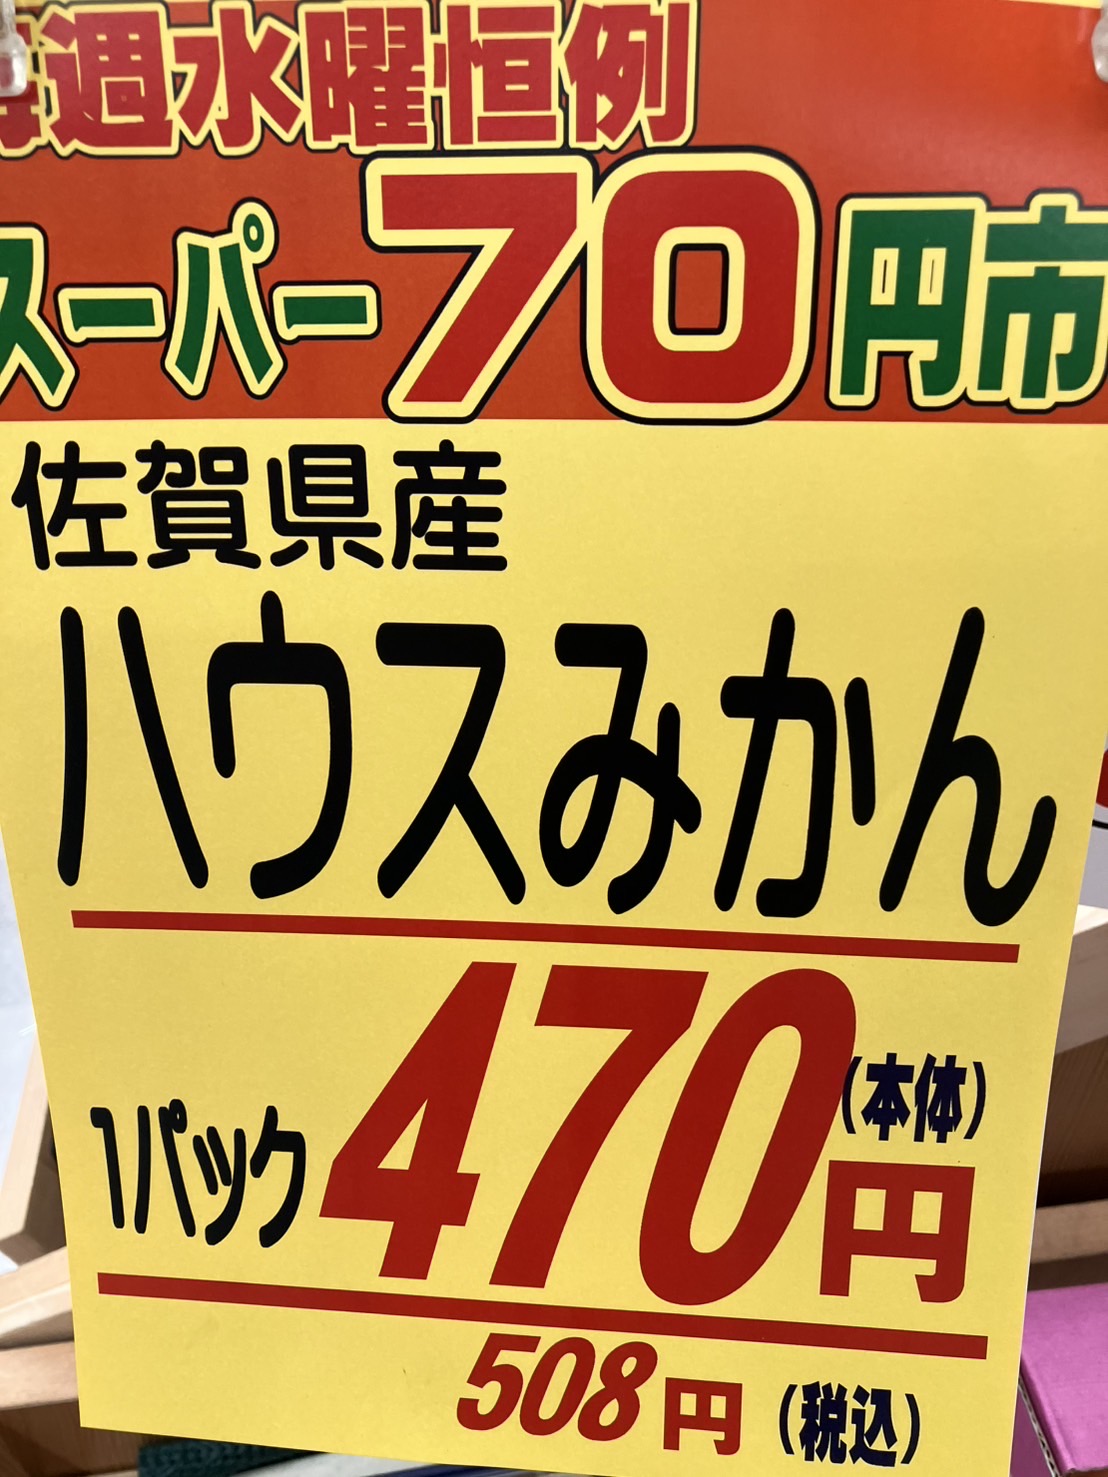 毎週水曜恒例
スーパー70円市
佐賀県産
ハウスみかん
1パック 470円 (本体)
508円 (税込)